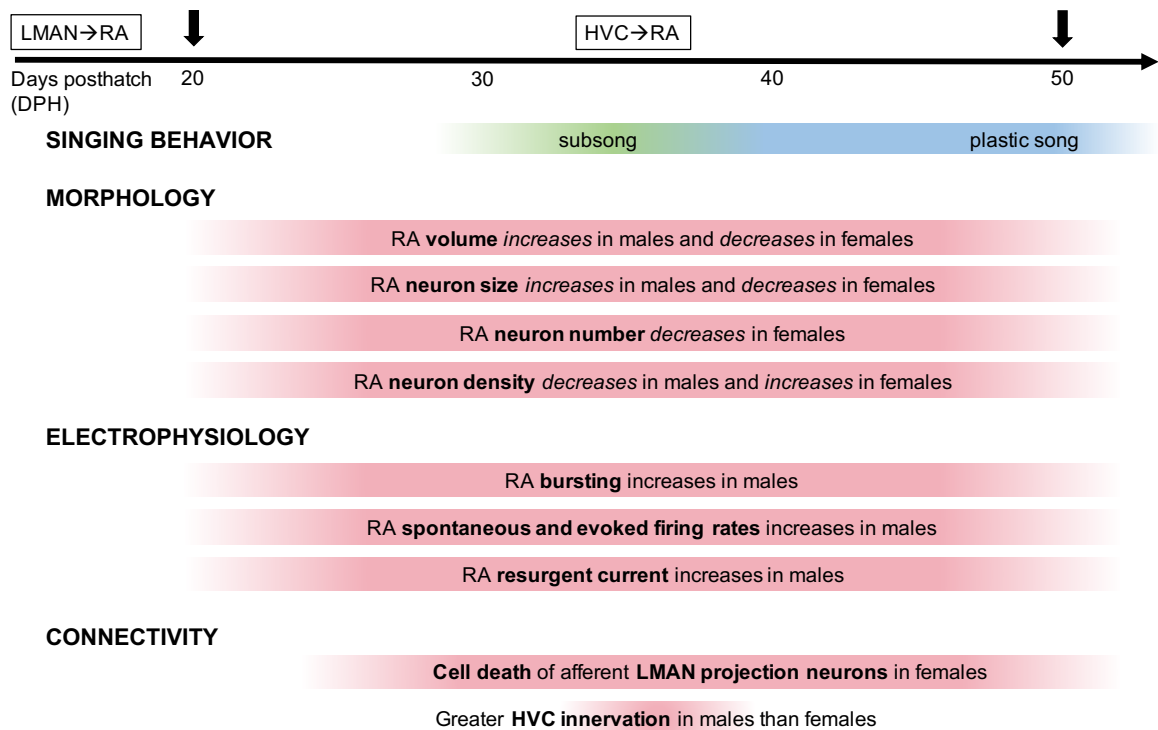 LMAN→RA
HVC→RA
Days posthatch
(DPH)
20
30
40
50
SINGING BEHAVIOR
subsong
plastic song
MORPHOLOGY
RA volume increases in males and decreases in females
RA neuron size increases in males and decreases in females
RA neuron number decreases in females
RA neuron density decreases in males and increases in females
ELECTROPHYSIOLOGY
RA bursting increases in males
RA spontaneous and evoked firing rates increases in males
RA resurgent current increases in males
CONNECTIVITY
Cell death of afferent LMAN projection neurons in females
Greater HVC innervation in males than females